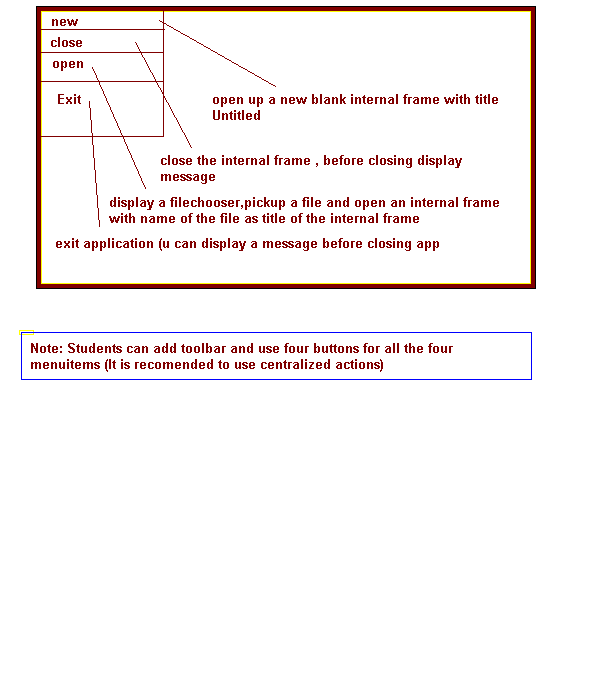 new
close
open
Exit
open up a new blank internal frame with title
Untitled
close the internal frame , before closing display
message
display a filechooser,pickup a file and open an internal frame
with name of the file as title of the internal frame
exit application (u can display a message before closing app
Note: Students can add toolbar and use four buttons for all the four
menuitems (It is recomended to use centralized actions)